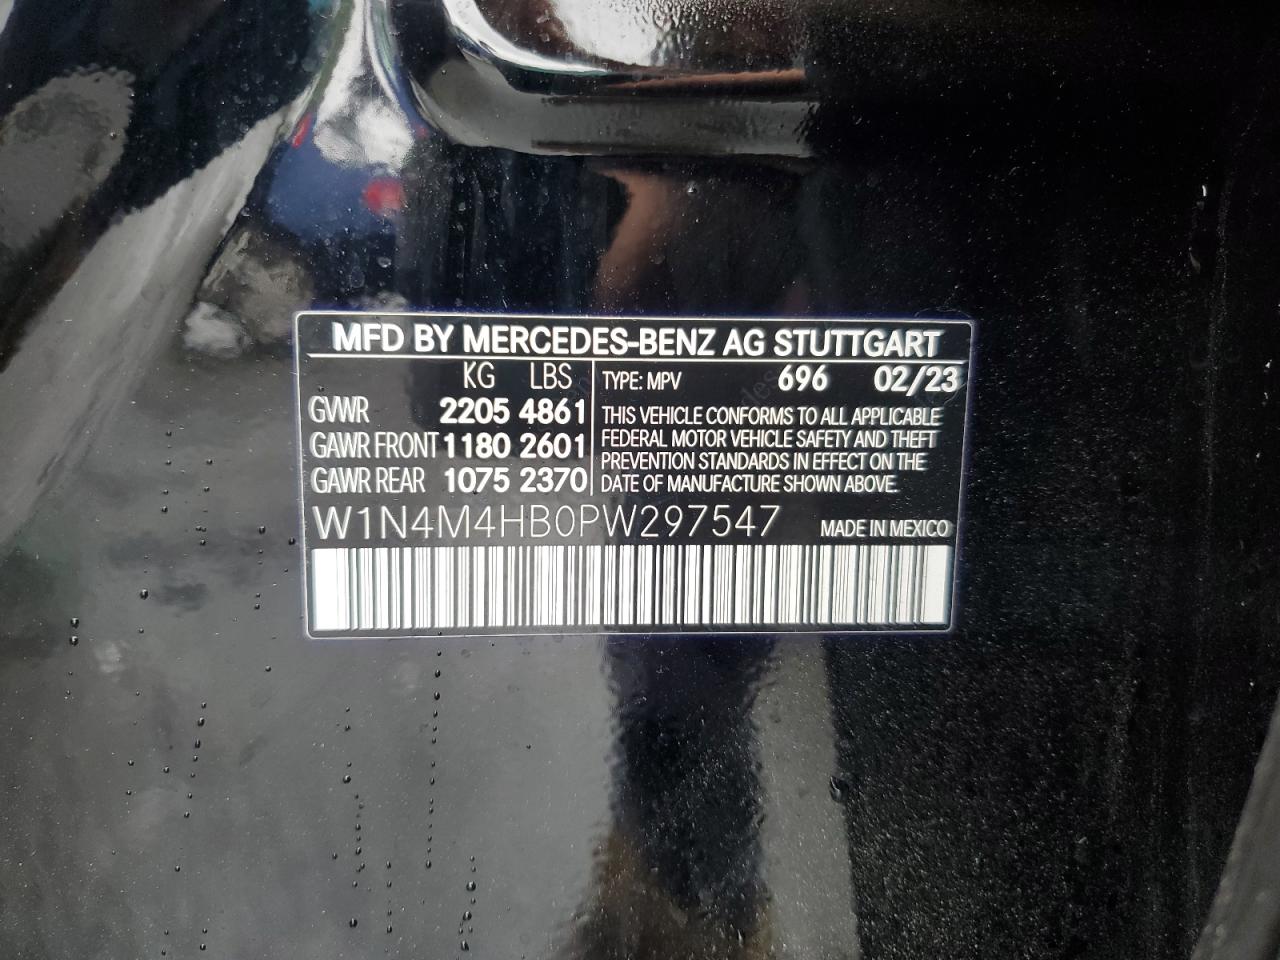 MFD BY MERCEDES-BENZ AG STUTTGART
KG LBS TYPE: MPV 696 02/23
GVWR 2205 4861
GAWR FRONT 1180 2601
GAWR REAR 1075 2370
THIS VEHICLE CONFORMS TO ALL APPLICABLE
FEDERAL MOTOR VEHICLE SAFETY AND THEFT
PREVENTION STANDARDS IN EFFECT ON THE
DATE OF MANUFACTURE SHOWN ABOVE.
W1N4M4HB0PW297547 MADE IN MEXICO